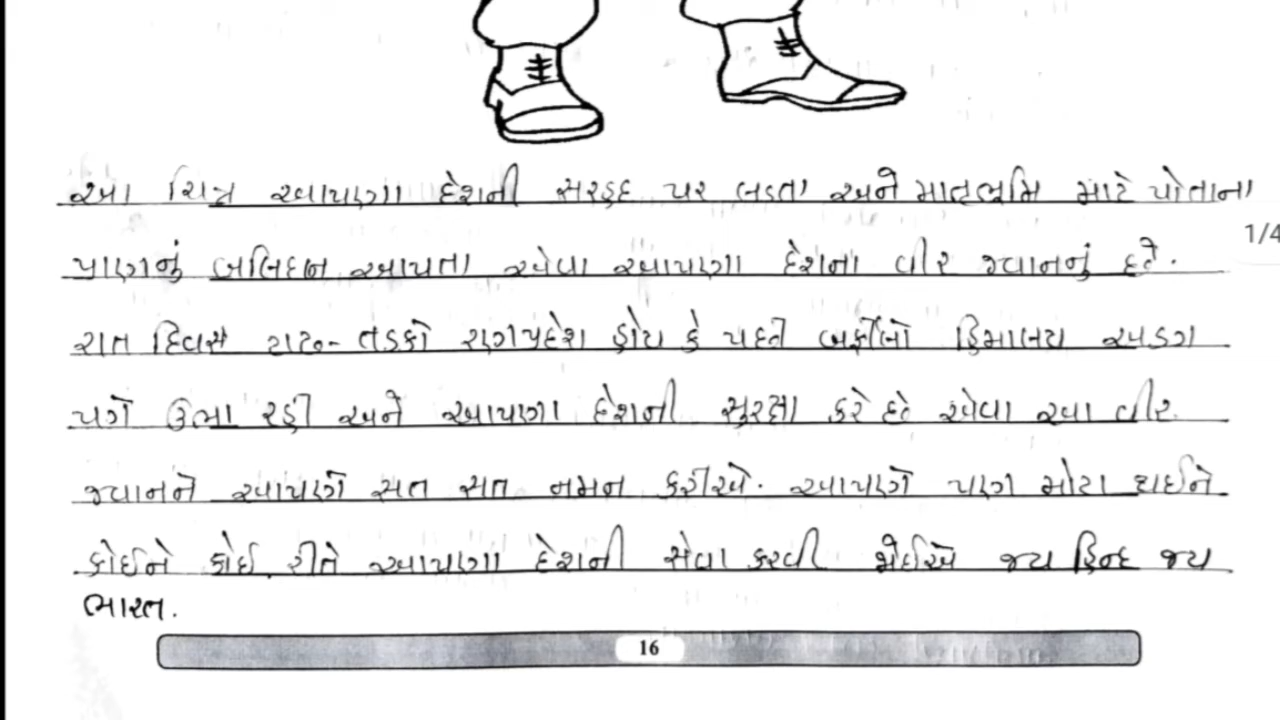 આ ચિત્ર આપણા દેશની સરહદ પર લડતા અને માતૃભૂમિ માટે પોતાના
1/4
પ્રાણનું બલિદાન આપતા એવા આપણા દેશના વીર જવાનનું છે.
રાત દિવસ ટાઢ-તડકો રણપ્રદેશ હોય કે પછી બર્ફીલો હિમાલય અડગ
પગે ઉભા રહી અને આપણા દેશની સુરક્ષા કરે છે એવા આ વીર
જવાનને આપણે સત સત નમન કરીએ. આપણે પણ મોટા થઈને
કોઈને કોઈ રીતે આપણા દેશની સેવા કરવી જોઈએ જય હિન્દ જય
ભારત.
16